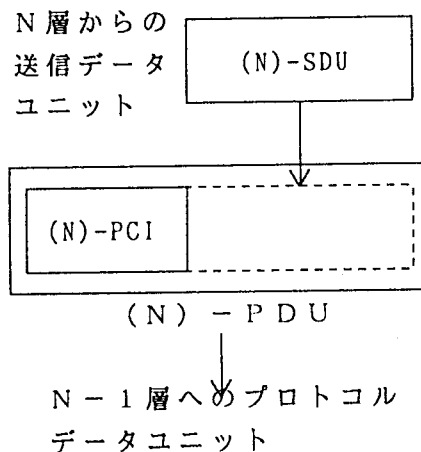 N層からの
送信データ
ユニット
(N)-SDU
(N)-PCI
(N)-PDU
N-1層へのプロトコル
データユニット